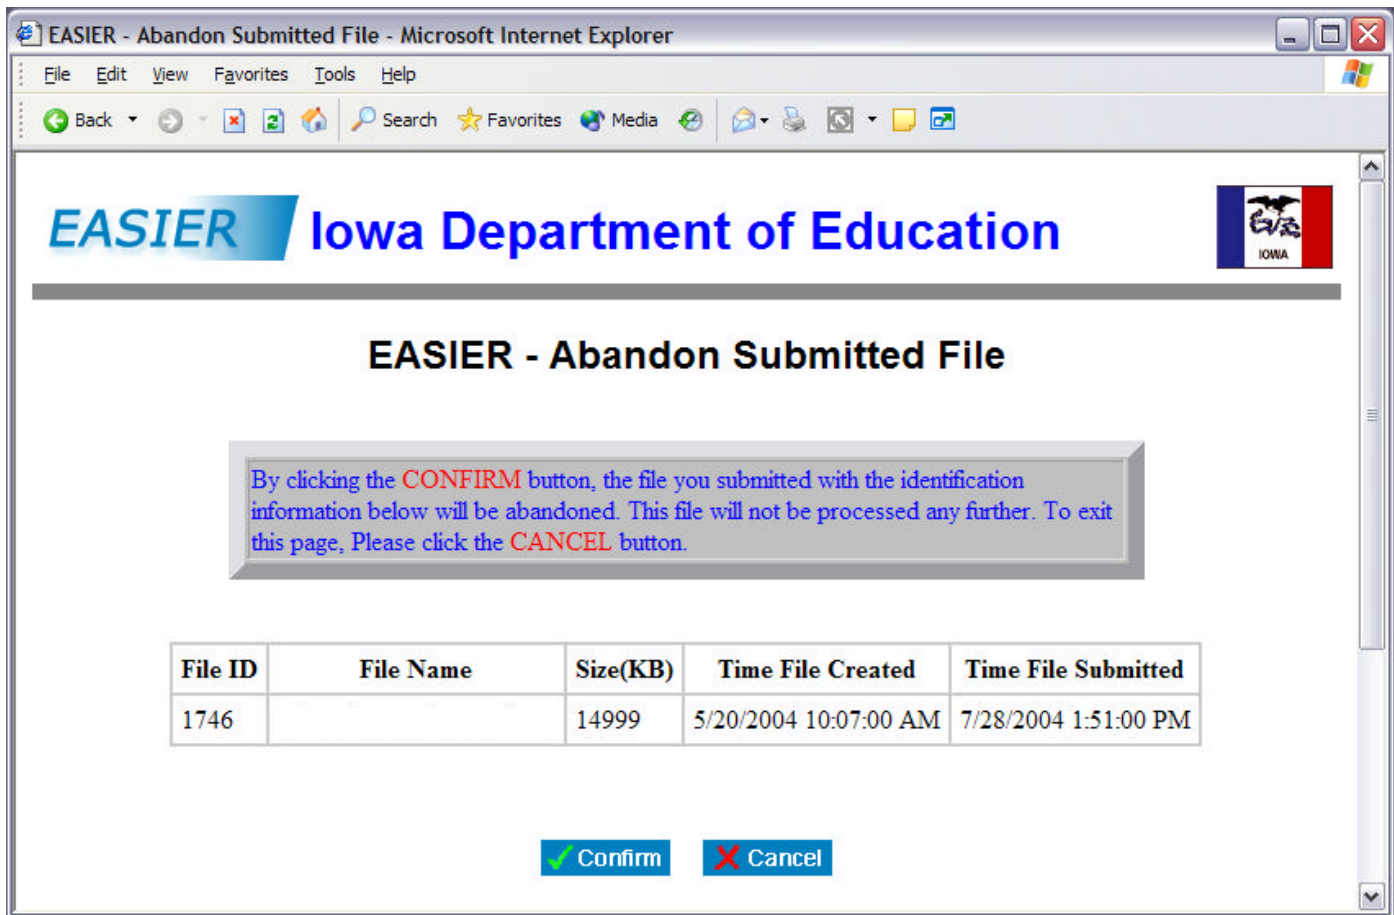 EASIER - Abandon Submitted File - Microsoft Internet Explorer
File Edit View Favorites Tools Help
Back Search Favorites Media
EASIER Iowa Department of Education
IOWA
EASIER - Abandon Submitted File
By clicking the CONFIRM button, the file you submitted with the identification
information below will be abandoned. This file will not be processed any further. To exit
this page, Please click the CANCEL button.
File ID File Name Size(KB) Time File Created Time File Submitted
1746 14999 5/20/2004 10:07:00 AM 7/28/2004 1:51:00 PM
Confirm Cancel